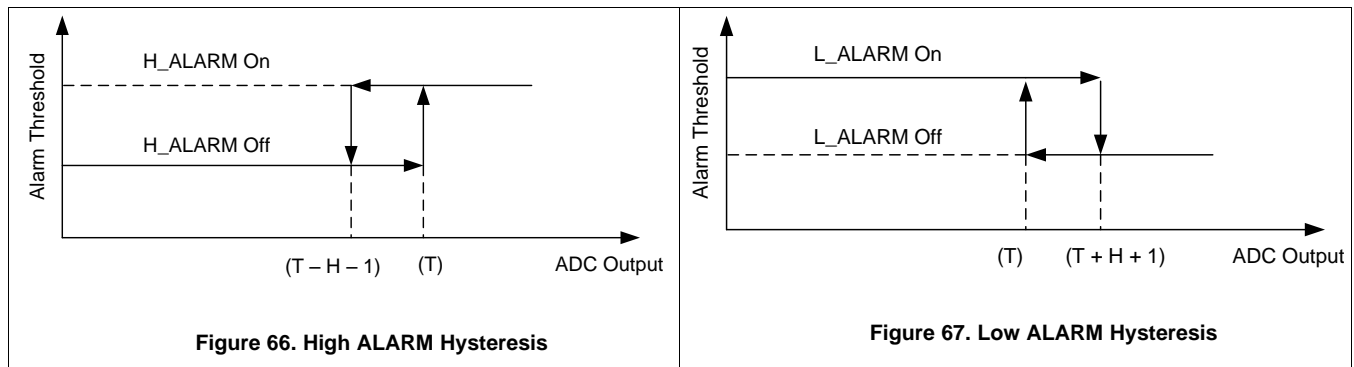 Alarm Threshold
H_ALARM On
H_ALARM Off
(T – H – 1)
(T)
ADC Output
Figure 66. High ALARM Hysteresis
Alarm Threshold
L_ALARM On
L_ALARM Off
(T)
(T + H + 1)
ADC Output
Figure 67. Low ALARM Hysteresis